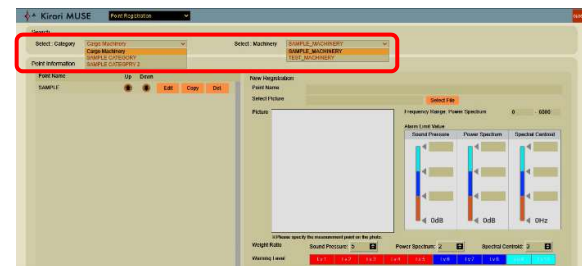 Kirari MUSE Point Registration
Search
Select : Category Cargo Machinery Select : Machinery SAMPLE_MACHINERY
Cargo Machinery SAMPLE_MACHINERY
SAMPLE CATEGORY TEST_MACHINERY
SAMPLE CATEGORY 2
Point Information
Point Name Up Down New Registration
SAMPLE Edit Copy Del. Point Name
Select Picture Select File
Picture Frequency Range: Power Spectrum 0 - 8000
Alarm Limit Value
Sound Pressure Power Spectrum Spectral Centroid
0dB 0dB 0Hz
※Please specify the measurement point on the photo.
Weight Ratio Sound Pressure: 5 Power Spectrum: 2 Spectral Centroid: 3
Warning Level Lv1 Lv2 Lv3 Lv4 Lv5 Lv6 Lv7 Lv8